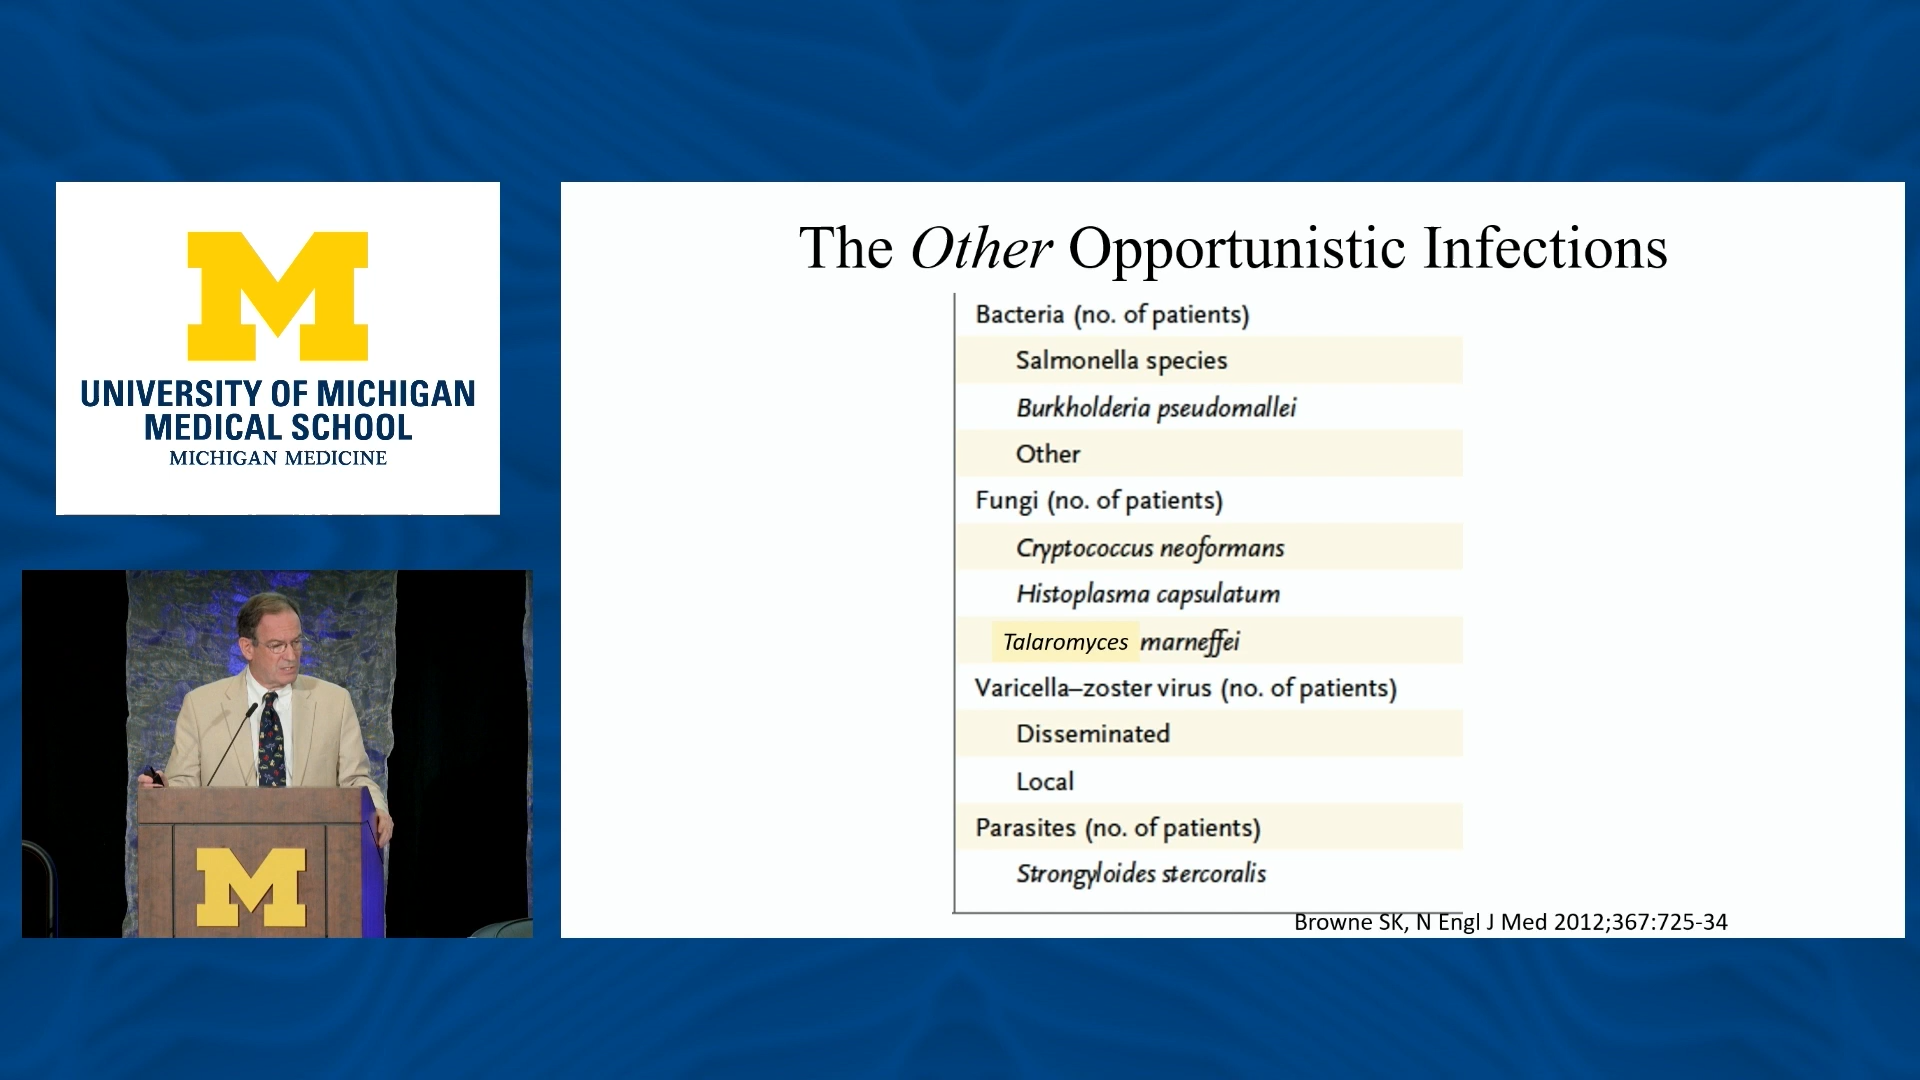 M
UNIVERSITY OF MICHIGAN
MEDICAL SCHOOL
MICHIGAN MEDICINE
M
The Other Opportunistic Infections
Bacteria (no. of patients)
Salmonella species
Burkholderia pseudomallei
Other
Fungi (no. of patients)
Cryptococcus neoformans
Histoplasma capsulatum
Talaromyces marneffei
Varicella–zoster virus (no. of patients)
Disseminated
Local
Parasites (no. of patients)
Strongyloides stercoralis
Browne SK, N Engl J Med 2012;367:725-34